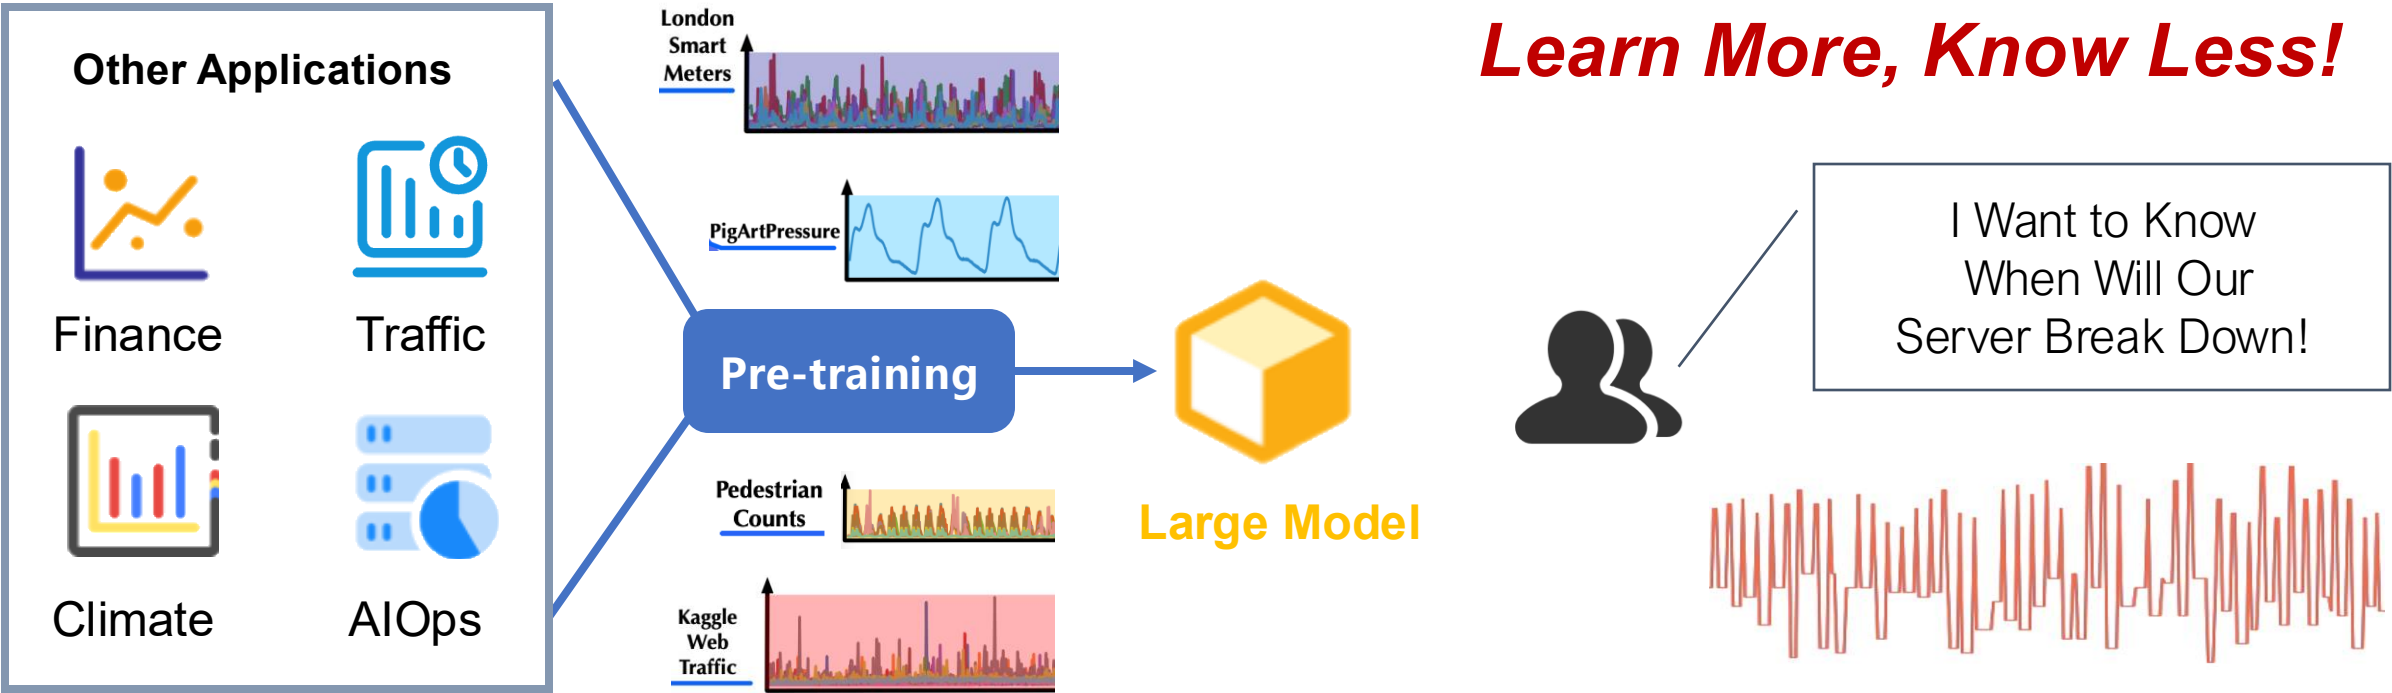 Other Applications
Finance
Traffic
Climate
AIOps
London
Smart
Meters
PigArtPressure
Pre-training
Pedestrian
Counts
Kaggle
Web
Traffic
Large Model
Learn More, Know Less!
I Want to Know
When Will Our
Server Break Down!